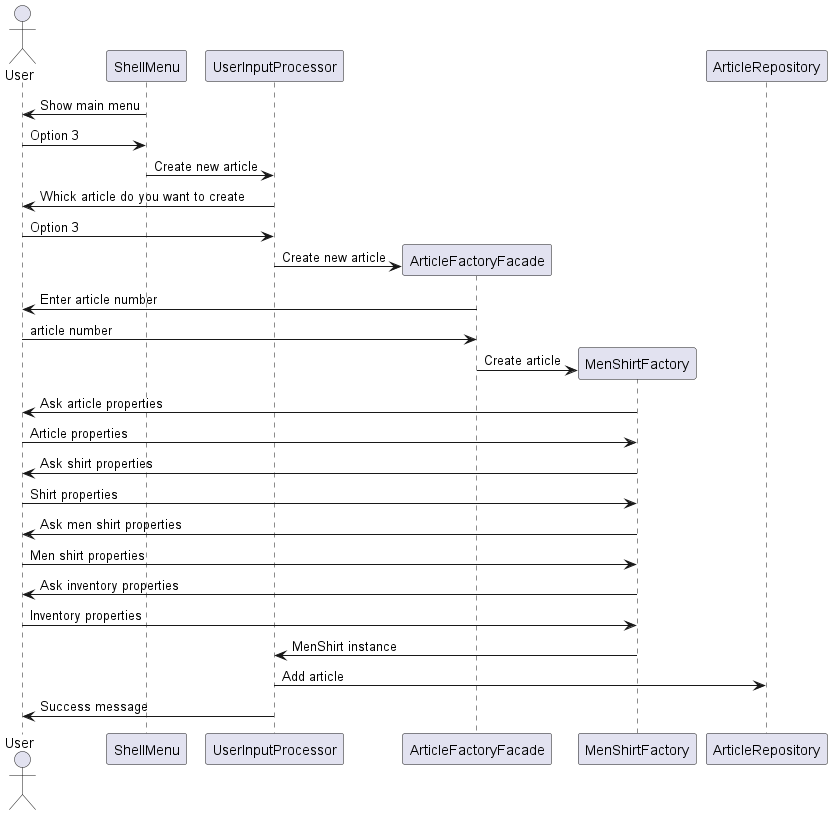 User
ShellMenu
UserInputProcessor
ArticleRepository
Show main menu
Option 3
Create new article
Whick article do you want to create
Option 3
Create new article
ArticleFactoryFacade
Enter article number
article number
Create article
MenShirtFactory
Ask article properties
Article properties
Ask shirt properties
Shirt properties
Ask men shirt properties
Men shirt properties
Ask inventory properties
Inventory properties
MenShirt instance
Add article
Success message
User
ShellMenu
UserInputProcessor
ArticleFactoryFacade
MenShirtFactory
ArticleRepository